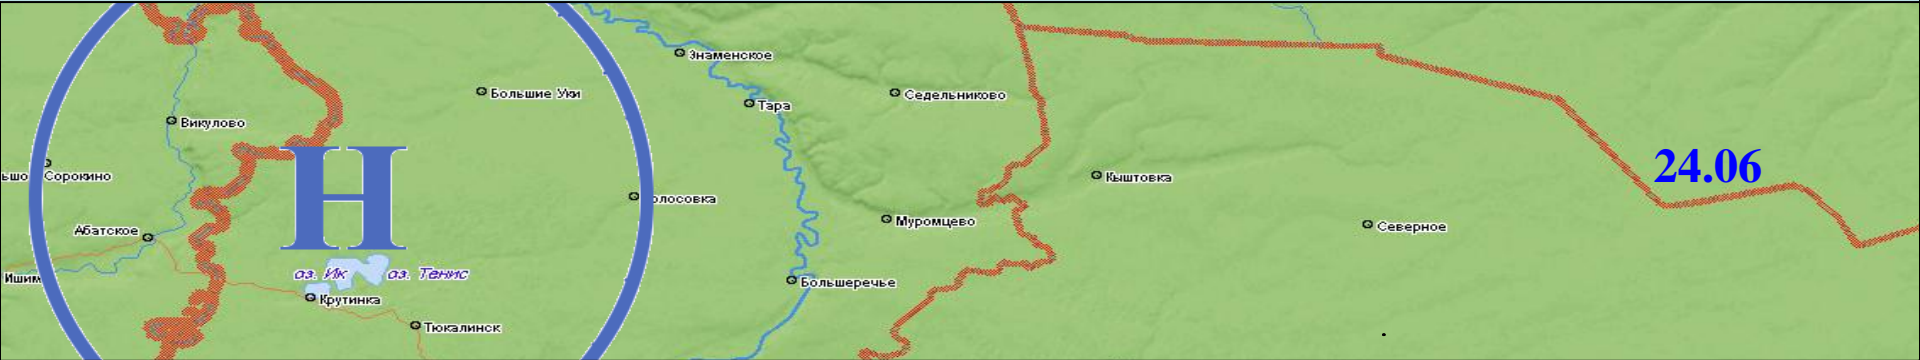 Знаменское
Большие Уки
Седельниково
Тара
Викулово
24.06
Сорокино
Кыштовка
Н
олосовка
Муромцево
Северное
Абатское
оз. Ик
оз. Тенис
Ишим
Большеречье
Крутинка
Тюкалинск